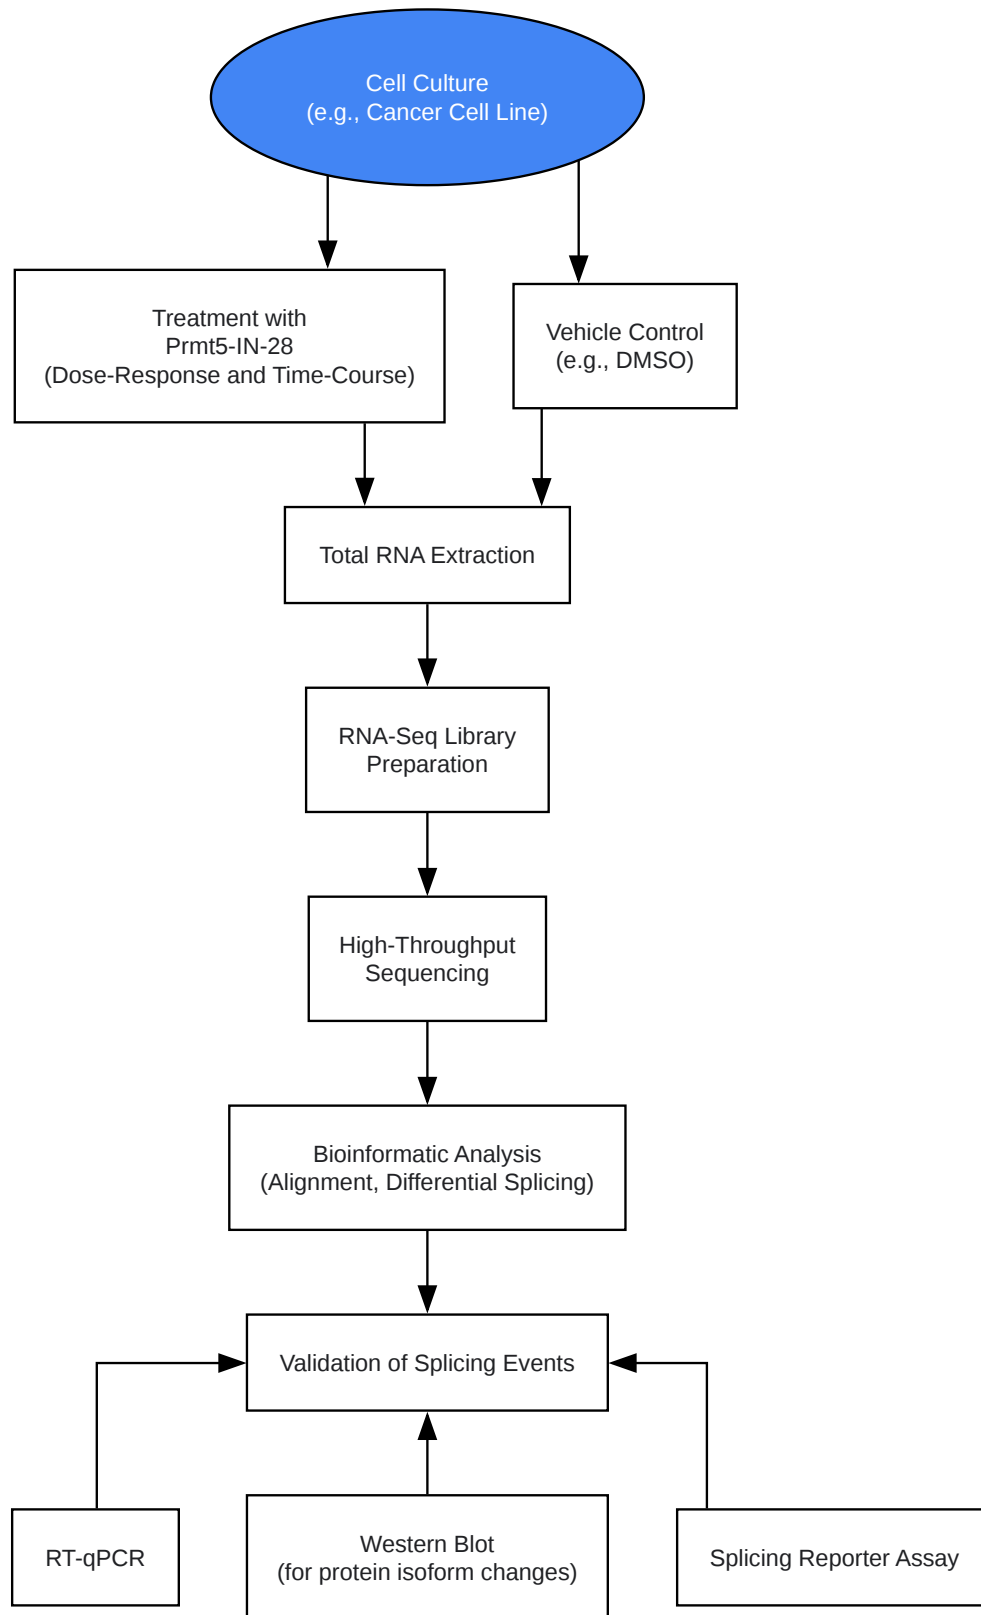 Cell Culture
(e.g., Cancer Cell Line)
Treatment with
Prmt5-IN-28
(Dose-Response and Time-Course)
Vehicle Control
(e.g., DMSO)
Total RNA Extraction
RNA-Seq Library
Preparation
High-Throughput
Sequencing
Bioinformatic Analysis
(Alignment, Differential Splicing)
Validation of Splicing Events
RT-qPCR
Western Blot
(for protein isoform changes)
Splicing Reporter Assay